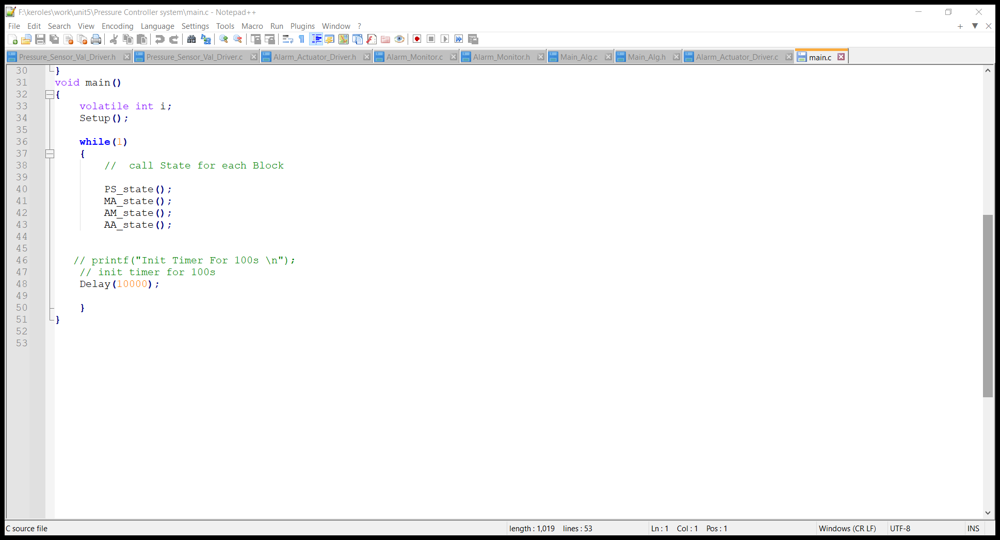 F:\keroles\work\unit5\Pressure Controller system\main.c - Notepad++
File Edit Search View Encoding Language Settings Tools Macro Run Plugins Window ?
Pressure_Sensor_Val_Driver.h Pressure_Sensor_Val_Driver.c Alarm_Actuator_Driver.h Alarm_Monitor.c Alarm_Monitor.h Main_Alg.c Main_Alg.h Alarm_Actuator_Driver.c main.c
30 }
31 void main()
32 {
33 volatile int i;
34 Setup();
35
36 while(1)
37 {
38 //  call State for each Block
39
40 PS_state();
41 MA_state();
42 AM_state();
43 AA_state();
44
45
46 // printf("Init Timer For 100s \n");
47 // init timer for 100s
48 Delay(10000);
49
50 }
51 }
52
53
C source file length : 1,019 lines : 53 Ln : 1 Col : 1 Pos : 1 Windows (CR LF) UTF-8 INS